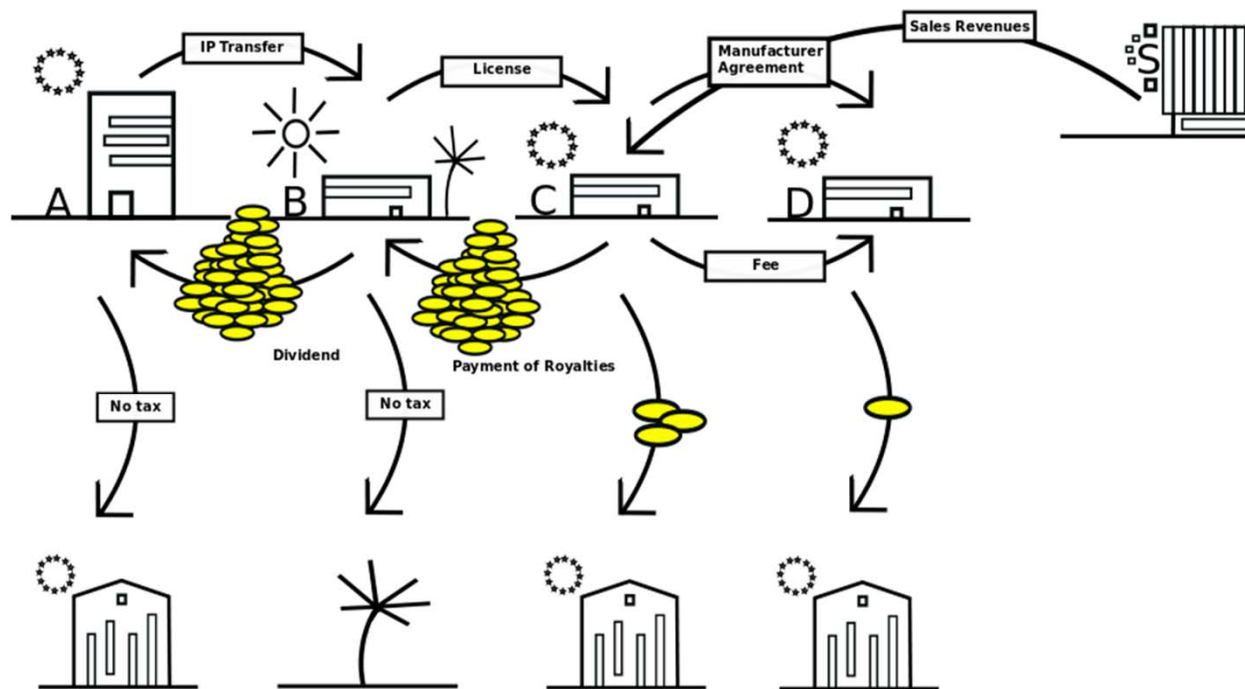 Sales Revenues
IP Transfer
Manufacturer
Agreement
License
S
A
B
C
D
Fee
Dividend
Payment of Royalties
No tax
No tax